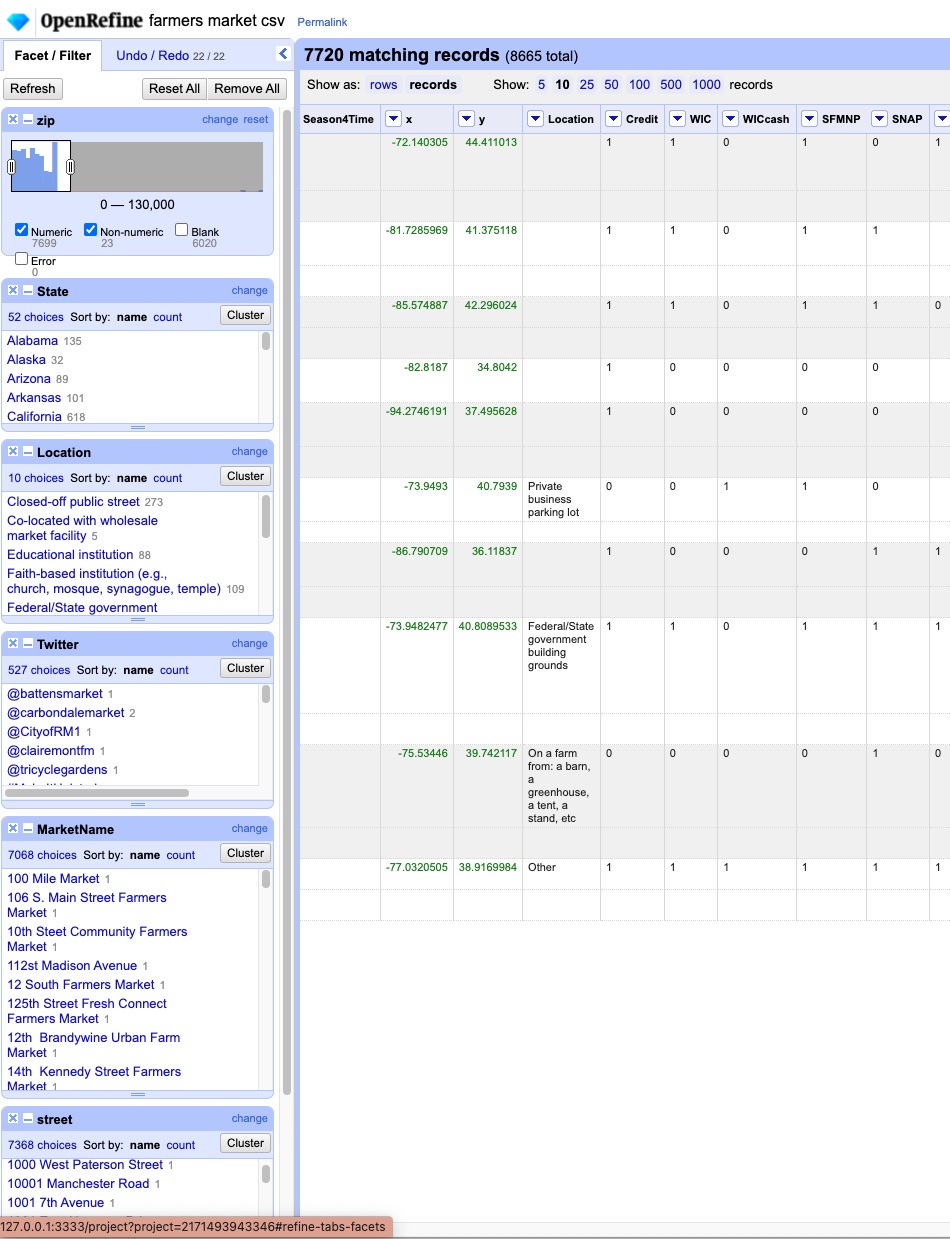 OpenRefine farmers market csv Permalink
Facet / Filter Undo / Redo 22 / 22
Refresh Reset All Remove All
zip change reset
0 — 130,000
Numeric Non-numeric Blank
7699 23 6020
Error
0
State change
52 choices Sort by: name count Cluster
Alabama 135
Alaska 32
Arizona 89
Arkansas 101
California 618
Location change
10 choices Sort by: name count Cluster
Closed-off public street 273
Co-located with wholesale
market facility 5
Educational institution 88
Faith-based institution (e.g.,
church, mosque, synagogue, temple) 109
Federal/State government
Twitter change
527 choices Sort by: name count Cluster
@battensmarket 1
@carbondalemarket 2
@CityofRM1 1
@clairemontfm 1
@tricyclegardens 1
MarketName change
7068 choices Sort by: name count Cluster
100 Mile Market 1
106 S. Main Street Farmers
Market 1
10th Steet Community Farmers
Market 1
112st Madison Avenue 1
12 South Farmers Market 1
125th Street Fresh Connect
Farmers Market 1
12th Brandywine Urban Farm
Market 1
14th Kennedy Street Farmers
Market 1
street change
7368 choices Sort by: name count Cluster
1000 West Paterson Street 1
10001 Manchester Road 1
1001 7th Avenue 1
127.0.0.1:3333/project?project=2171493943346#refine-tabs-facets
7720 matching records (8665 total)
Show as: rows records Show: 5 10 25 50 100 500 1000 records
Season4Time x y Location Credit WIC WICcash SFMNP SNAP
-72.140305 44.411013 1 1 0 1 0 1
-81.7285969 41.375118 1 1 0 1 1
-85.574887 42.296024 1 1 0 1 1 0
-82.8187 34.8042 1 0 0 0 0
-94.2746191 37.495628 1 0 0 0 0
-73.9493 40.7939 Private 0 0 1 1 0
business
parking lot
-86.790709 36.11837 1 0 0 0 1 1
-73.9482477 40.8089533 Federal/State 1 1 0 1 1 1
government
building
grounds
-75.53446 39.742117 On a farm 0 0 0 0 1 0
from: a barn,
a
greenhouse,
a tent, a
stand, etc
-77.0320505 38.9169984 Other 1 1 1 1 1 1